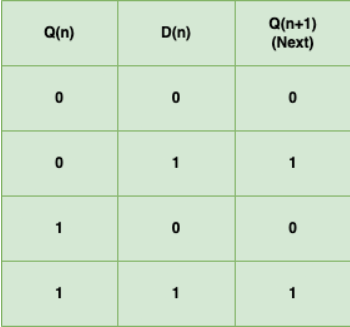 Q(n) D(n) Q(n+1)
(Next)
0 0 0
0 1 1
1 0 0
1 1 1